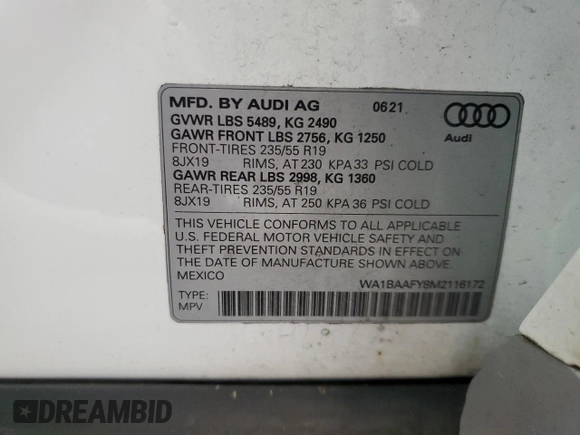 MFD. BY AUDI AG 0621
GVWR LBS 5489, KG 2490
GAWR FRONT LBS 2756, KG 1250
FRONT-TIRES 235/55 R19
8JX19 RIMS, AT 230 KPA 33 PSI COLD
GAWR REAR LBS 2998, KG 1360
REAR-TIRES 235/55 R19
8JX19 RIMS, AT 250 KPA 36 PSI COLD
Audi
THIS VEHICLE CONFORMS TO ALL APPLICABLE
U.S. FEDERAL MOTOR VEHICLE SAFETY AND
THEFT PREVENTION STANDARDS IN EFFECT ON
THE DATE OF MANUFACTURE SHOWN ABOVE.
MEXICO
WA1BAAFY8M2116172
TYPE:
MPV
DREAMBID